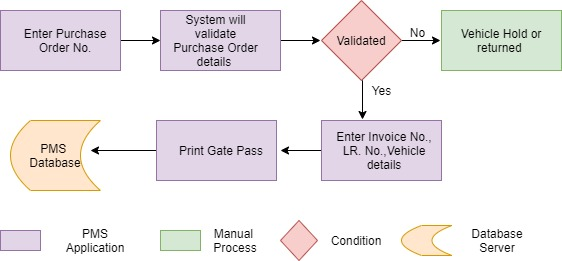 Enter Purchase
Order No.
System will
validate
Purchase Order
details
Validated
No
Vehicle Hold or
returned
Yes
PMS
Database
Print Gate Pass
Enter Invoice No.,
LR. No.,Vehicle
details
PMS
Application
Manual
Process
Condition
Database
Server